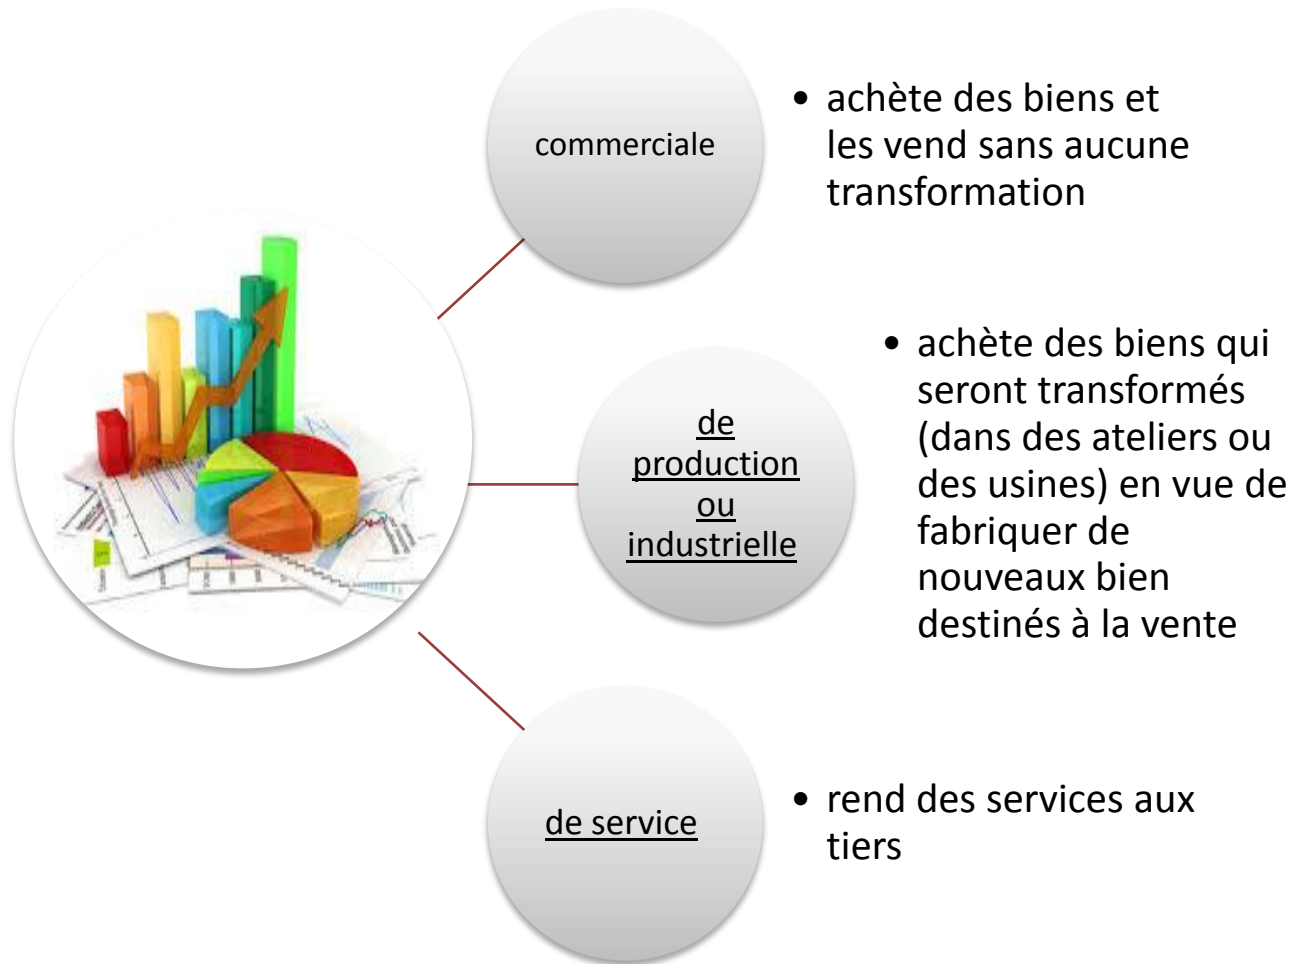 commerciale
• achète des biens et
les vend sans aucune
transformation
de
production
ou
industrielle
• achète des biens qui
seront transformés
(dans des ateliers ou
des usines) en vue de
fabriquer de
nouveaux bien
destinés à la vente
de service
• rend des services aux
tiers